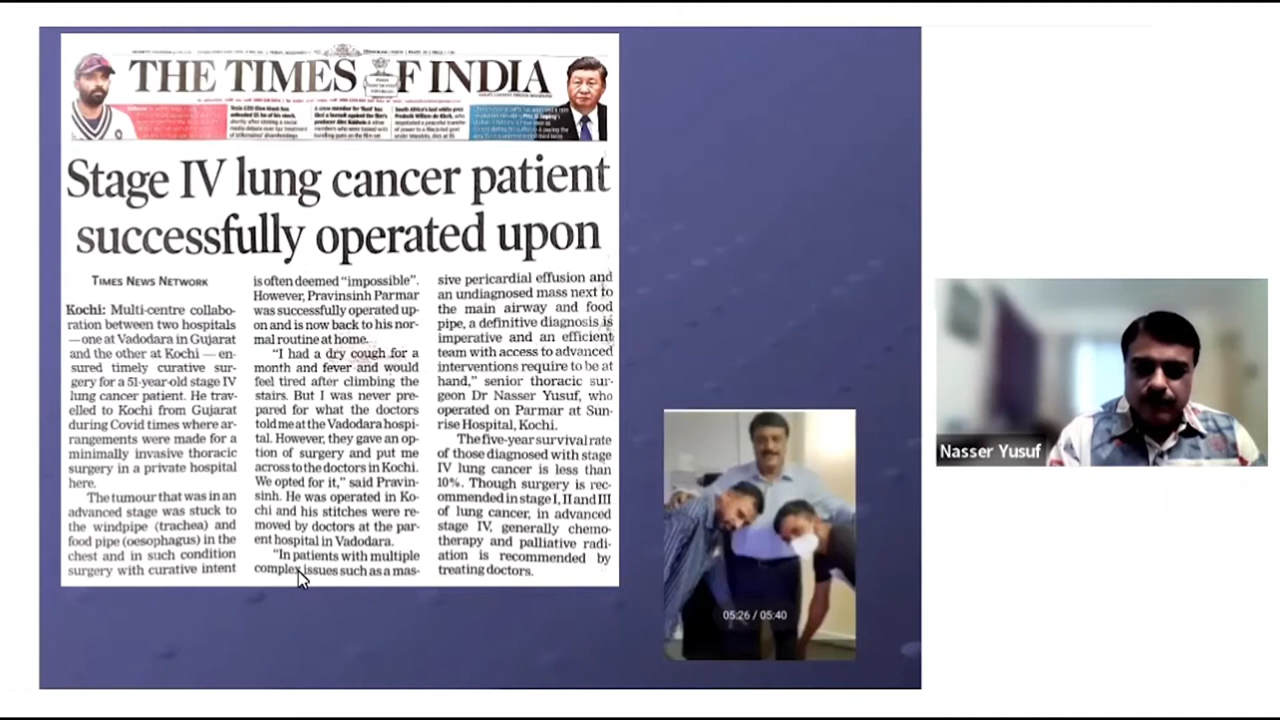 THE TIMES OF INDIA
Tesla CEO Elon Musk has
A crew member for 'Rust' has
South Africa's last white prez
Stage IV lung cancer patient
successfully operated upon
TIMES NEWS NETWORK
Kochi: Multi-centre collabo-
ration between two hospitals
—one at Vadodara in Gujarat
and the other at Kochi — en-
sured timely curative sur-
gery for a 51-year-old stage IV
lung cancer patient. He trav-
elled to Kochi from Gujarat
during Covid times where ar-
rangements were made for a
minimally invasive thoracic
surgery in a private hospital
here.
The tumour that was in an
advanced stage was stuck to
the windpipe (trachea) and
food pipe (oesophagus) in the
chest and in such condition
surgery with curative intent
is often deemed "impossible".
However, Pravinsinh Parmar
was successfully operated up-
on and is now back to his nor-
mal routine at home.
"I had a dry cough for a
month and fever and would
feel tired after climbing the
stairs. But I was never pre-
pared for what the doctors
told me at the Vadodara hospi-
tal. However, they gave an op-
tion of surgery and put me
across to the doctors in Kochi.
We opted for it," said Pravin-
sinh. He was operated in Ko-
chi and his stitches were re-
moved by doctors at the par-
ent hospital in Vadodara.
"In patients with multiple
complex issues such as a mas-
sive pericardial effusion and
an undiagnosed mass next to
the main airway and food
pipe, a definitive diagnosis is
imperative and an efficient
team with access to advanced
interventions require to be at
hand," senior thoracic sur-
geon Dr Nasser Yusuf, who
operated on Parmar at Sun-
rise Hospital, Kochi.
The five-year survival rate
of those diagnosed with stage
IV lung cancer is less than
10%. Though surgery is rec-
ommended in stage I, II and III
of lung cancer, in advanced
stage IV, generally chemo-
therapy and palliative radi-
ation is recommended by
treating doctors.
05:26 / 05:40
Nasser Yusuf